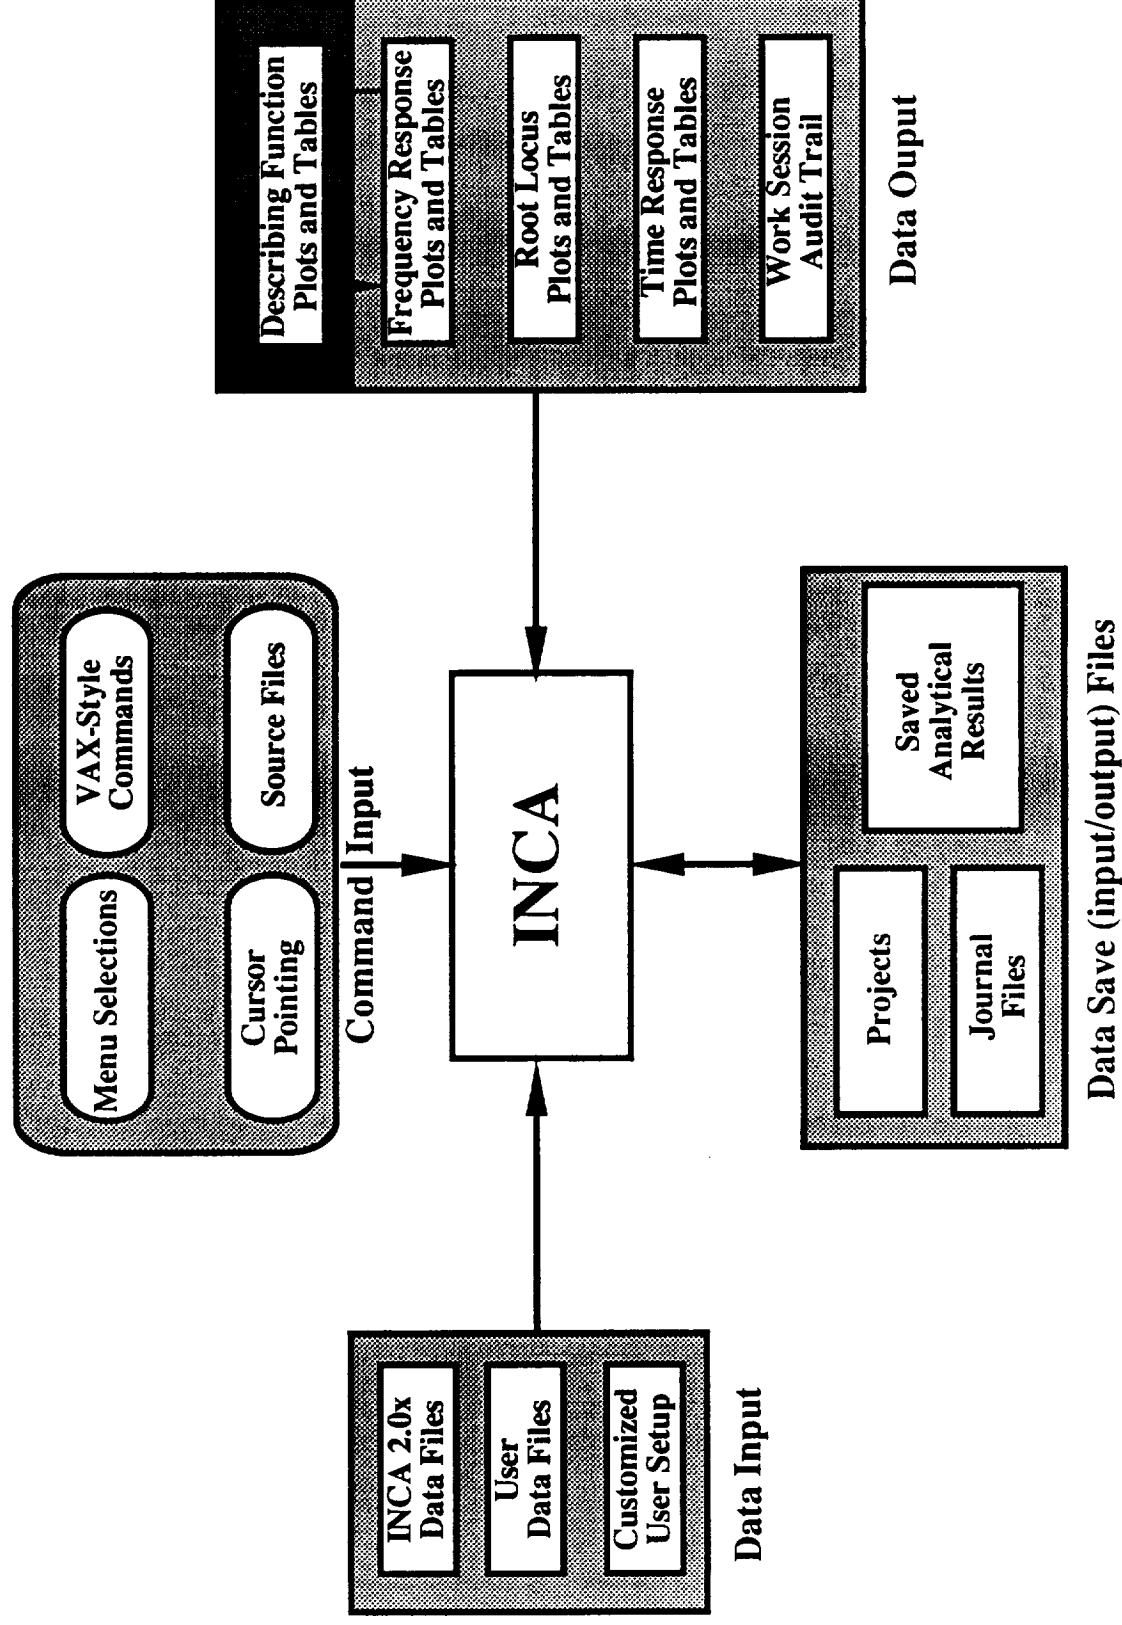 Menu Selections
VAX-Style
Commands
Cursor
Pointing
Source Files
Command Input
INCA 2.0x
Data Files
User
Data Files
Customized
User Setup
Data Input
INCA
Describing Function
Plots and Tables
Frequency Response
Plots and Tables
Root Locus
Plots and Tables
Time Response
Plots and Tables
Work Session
Audit Trail
Data Ouput
Projects
Journal
Files
Saved
Analytical
Results
Data Save (input/output) Files